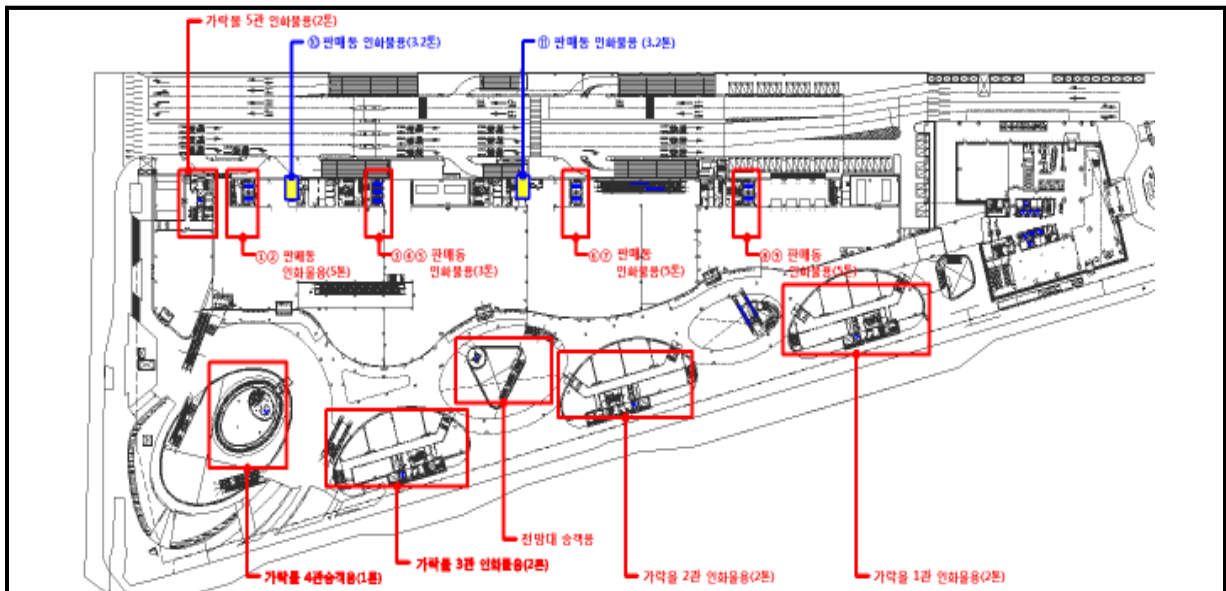 가락몰 5관 인화물용(2톤)
⑩ 판매동 인화물용(3.2톤)
⑪ 판매동 인화물용 (3.2톤)
①② 판매동
인화물용(5톤)
③④⑤ 판매동
인화물용(3톤)
⑥⑦ 판매동
인화물용(5톤)
⑧⑨ 판매동
인화물용(5톤)
전망대 승객용
가락몰 4관승객용(1톤)
가락몰 3관 인화물용(2톤)
가락몰 2관 인화물용(2톤)
가락몰 1관 인화물용(2톤)